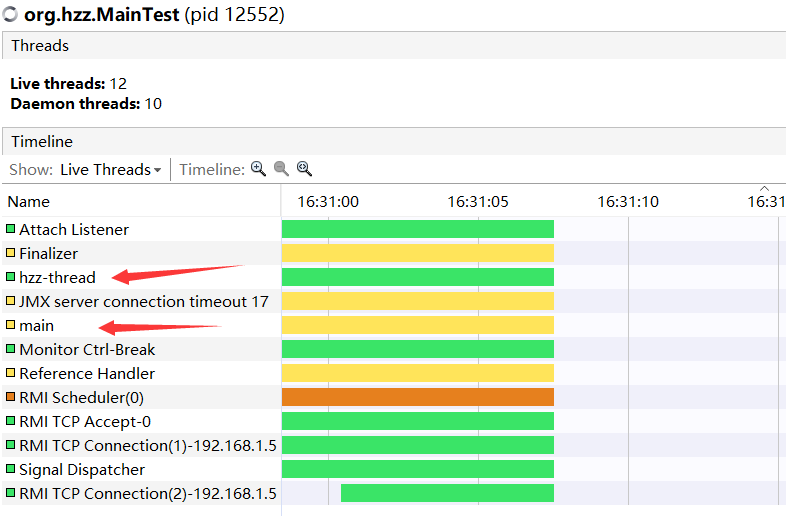 org.hzz.MainTest (pid 12552)
Threads
Live threads: 12
Daemon threads: 10
Timeline
Show: Live Threads Timeline:
Name 16:31:00 16:31:05 16:31:10 16:31
Attach Listener
Finalizer
hzz-thread
JMX server connection timeout 17
main
Monitor Ctrl-Break
Reference Handler
RMI Scheduler(0)
RMI TCP Accept-0
RMI TCP Connection(1)-192.168.1.5
Signal Dispatcher
RMI TCP Connection(2)-192.168.1.5